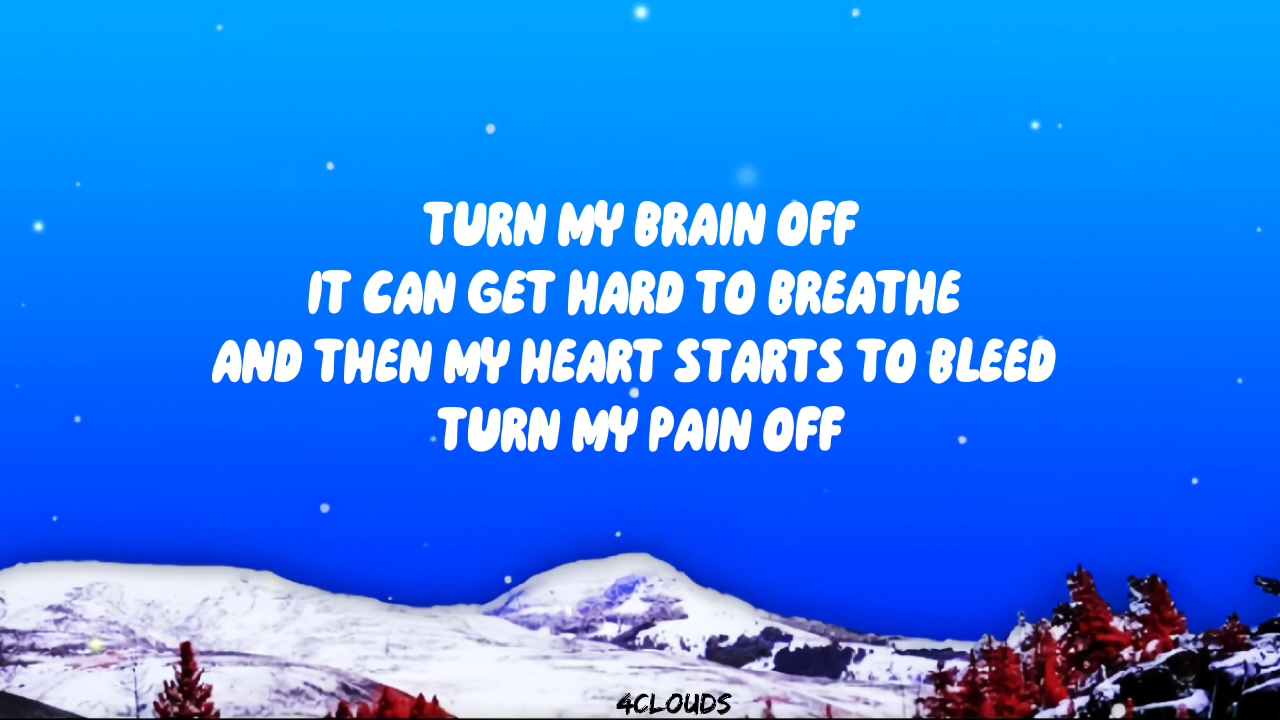 TURN MY BRAIN OFF
IT CAN GET HARD TO BREATHE
AND THEN MY HEART STARTS TO BLEED
TURN MY PAIN OFF
4CLOUDS